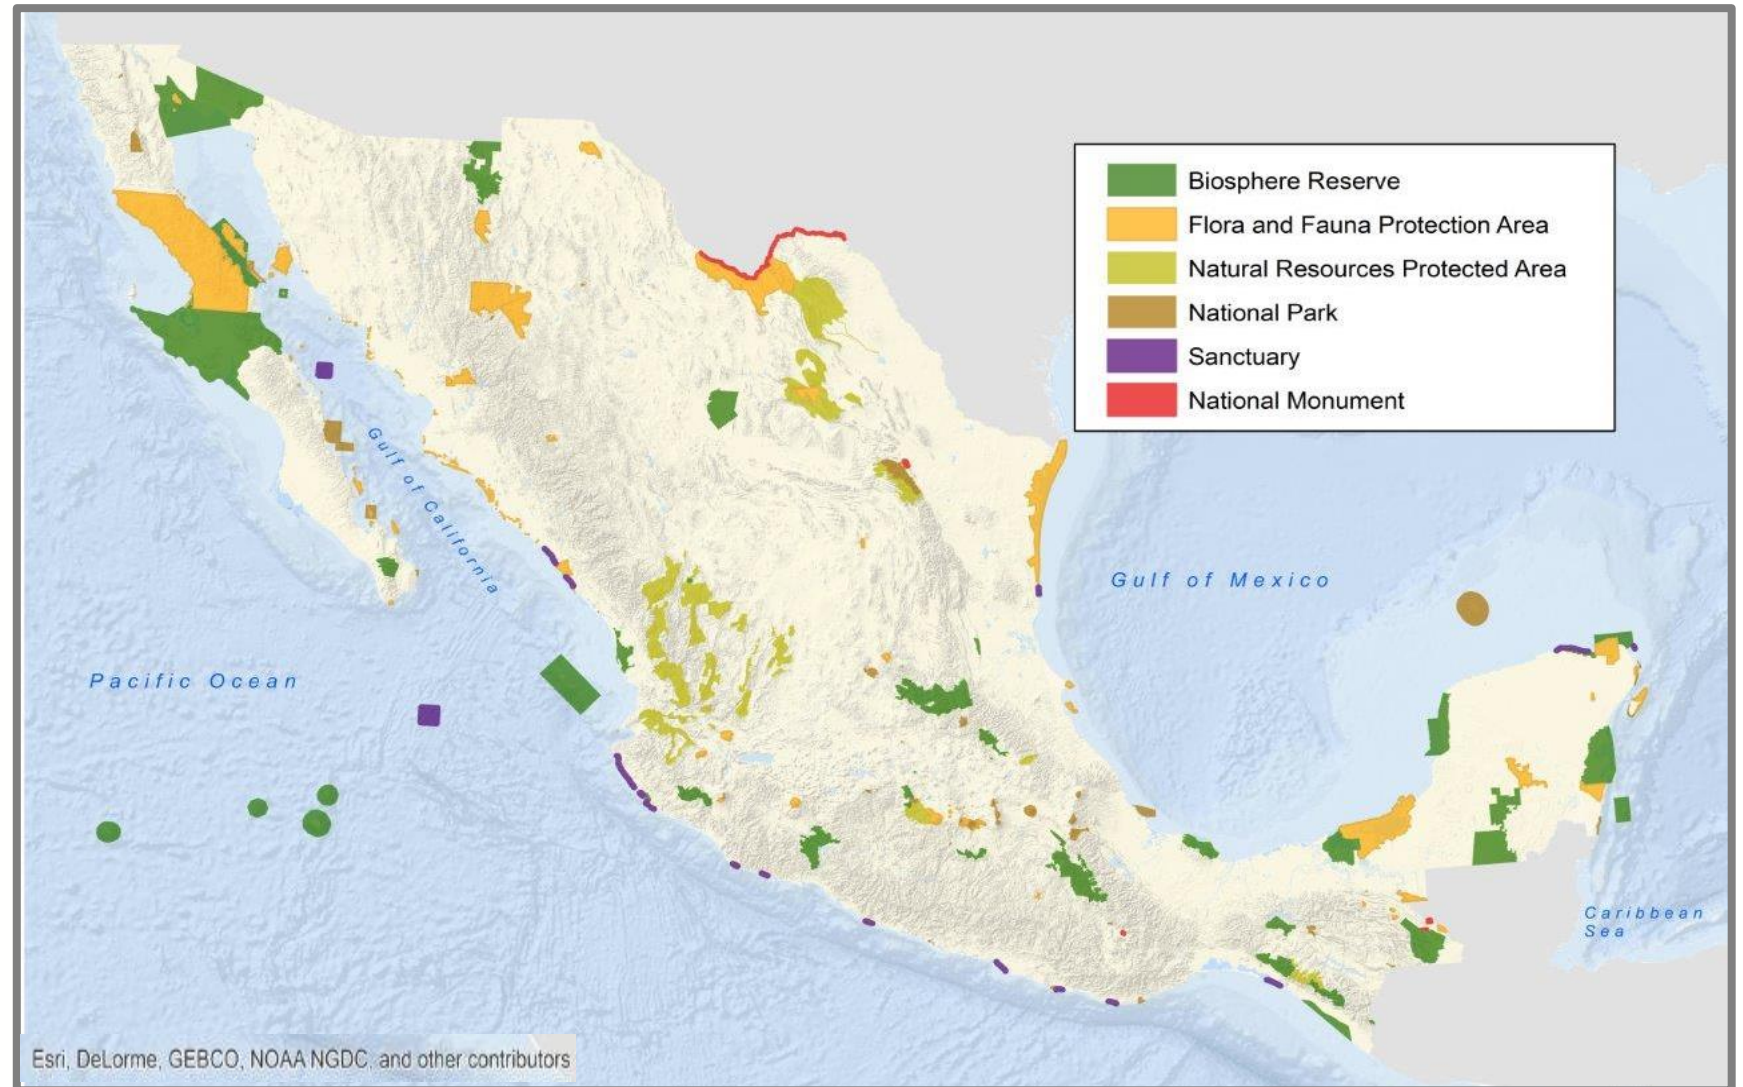 Biosphere Reserve
Flora and Fauna Protection Area
Natural Resources Protected Area
National Park
Sanctuary
National Monument
Gulf of California
Gulf of Mexico
Pacific Ocean
Caribbean
Sea
Esri, DeLorme, GEBCO, NOAA NGDC, and other contributors